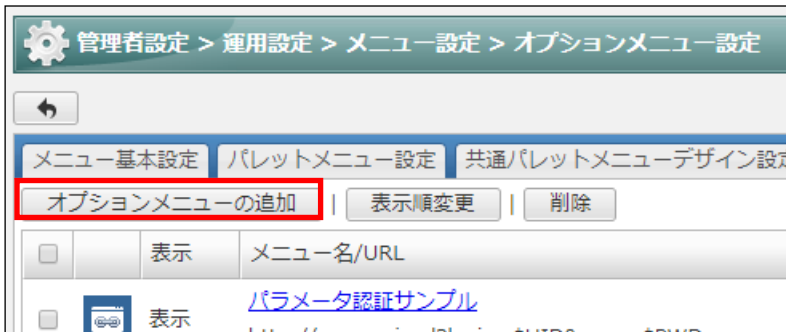 管理者設定 > 運用設定 > メニュー設定 > オプションメニュー設定
メニュー基本設定 パレットメニュー設定 共通パレットメニューデザイン設定
オプションメニューの追加 | 表示順変更 | 削除
表示 メニュー名/URL
パラメータ認証サンプル
表示